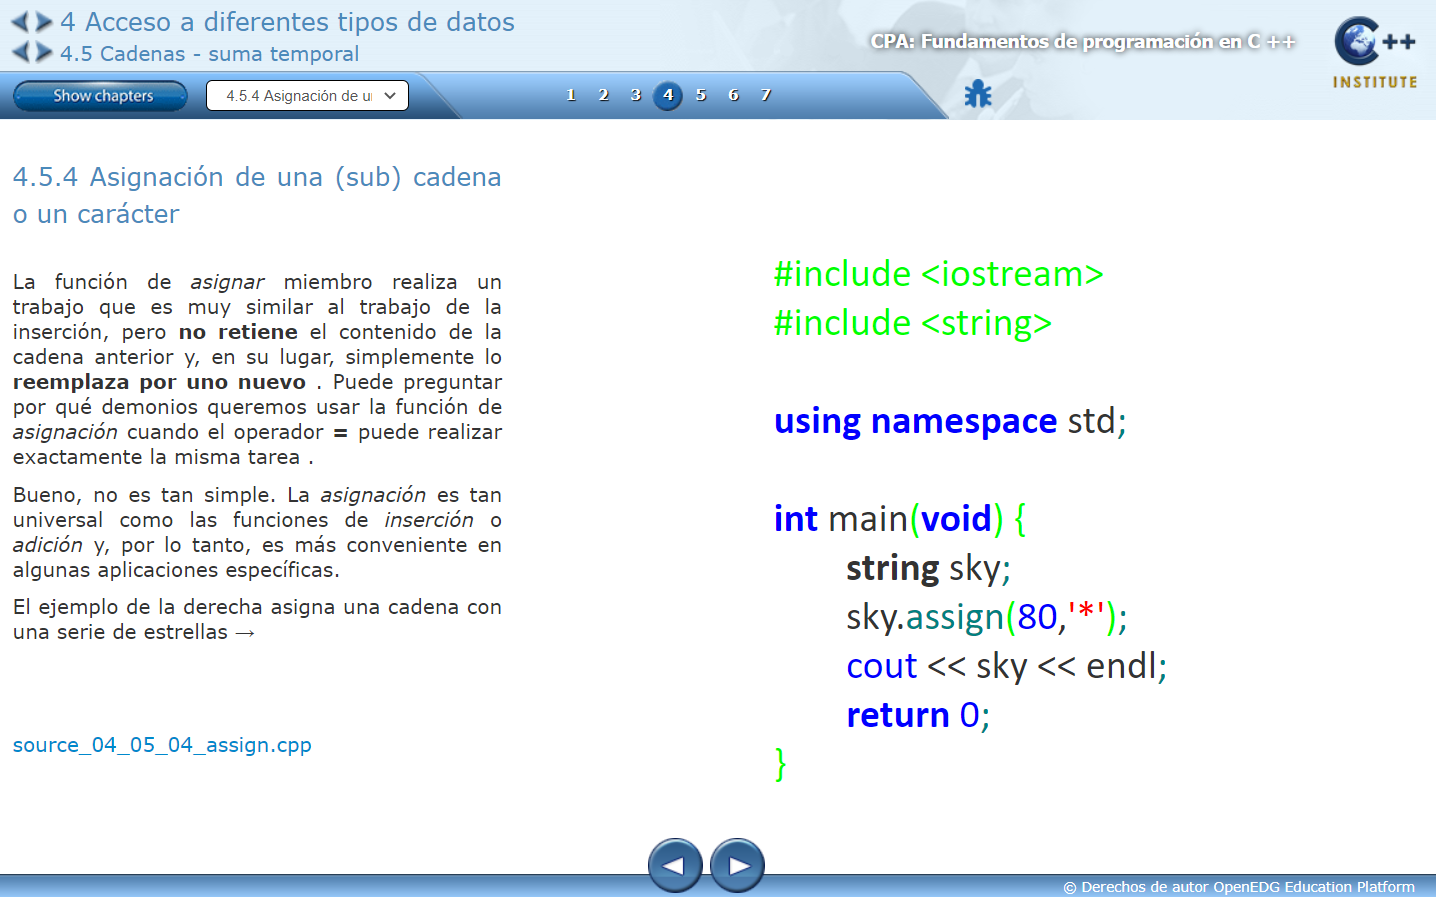 4 Acceso a diferentes tipos de datos
4.5 Cadenas - suma temporal
CPA: Fundamentos de programación en C ++
C++
INSTITUTE
Show chapters
4.5.4 Asignación de u
1 2 3 4 5 6 7
4.5.4 Asignación de una (sub) cadena
o un carácter
La función de asignar miembro realiza un
trabajo que es muy similar al trabajo de la
inserción, pero no retiene el contenido de la
cadena anterior y, en su lugar, simplemente lo
reemplaza por uno nuevo . Puede preguntar
por qué demonios queremos usar la función de
asignación cuando el operador = puede realizar
exactamente la misma tarea .
Bueno, no es tan simple. La asignación es tan
universal como las funciones de inserción o
adición y, por lo tanto, es más conveniente en
algunas aplicaciones específicas.
El ejemplo de la derecha asigna una cadena con
una serie de estrellas →
source_04_05_04_assign.cpp
#include <iostream>
#include <string>
using namespace std;
int main(void) {
string sky;
sky.assign(80,'*');
cout << sky << endl;
return 0;
}
© Derechos de autor OpenEDG Education Platform